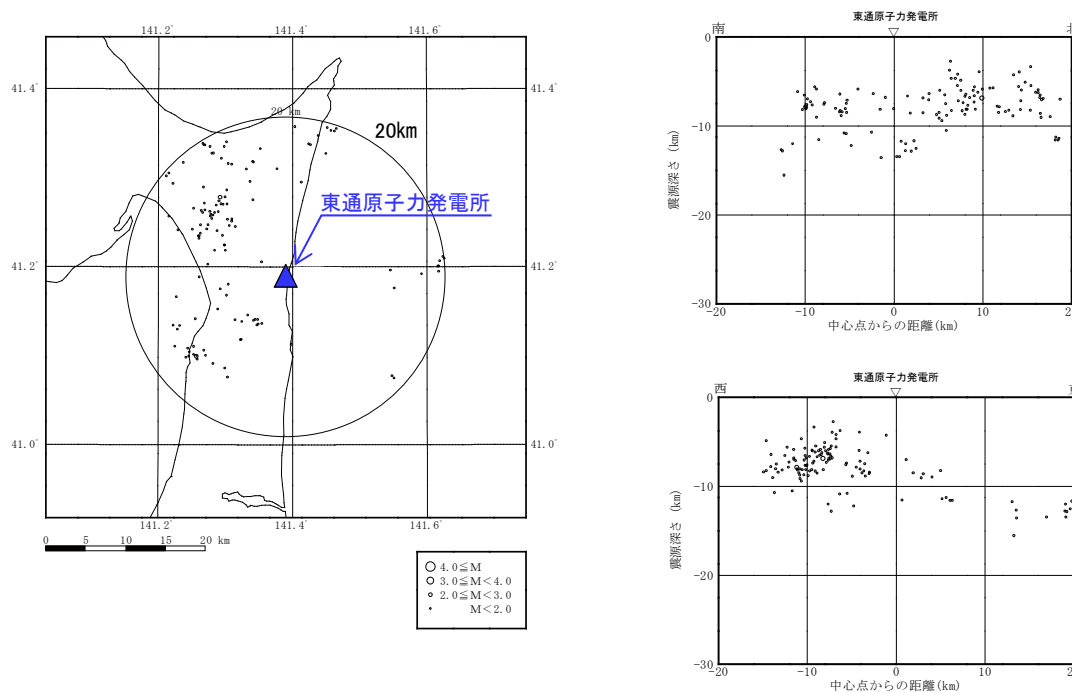 141.2° 141.4° 141.6°
41.4° 41.4°
20 km
20km
東通原子力発電所
41.2° 41.2°
41.0° 41.0°
141.2° 141.4° 141.6°
0 5 10 15 20 km
4.0≦M
3.0≦M<4.0
2.0≦M<3.0
M<2.0
東通原子力発電所
南
0
-10
-20
-30
震源深さ (km)
-20 -10 0 10
中心点からの距離(km)
東通原子力発電所
西
0
-10
-20
-30
震源深さ (km)
-20 -10 0 10
中心点からの距離(km)